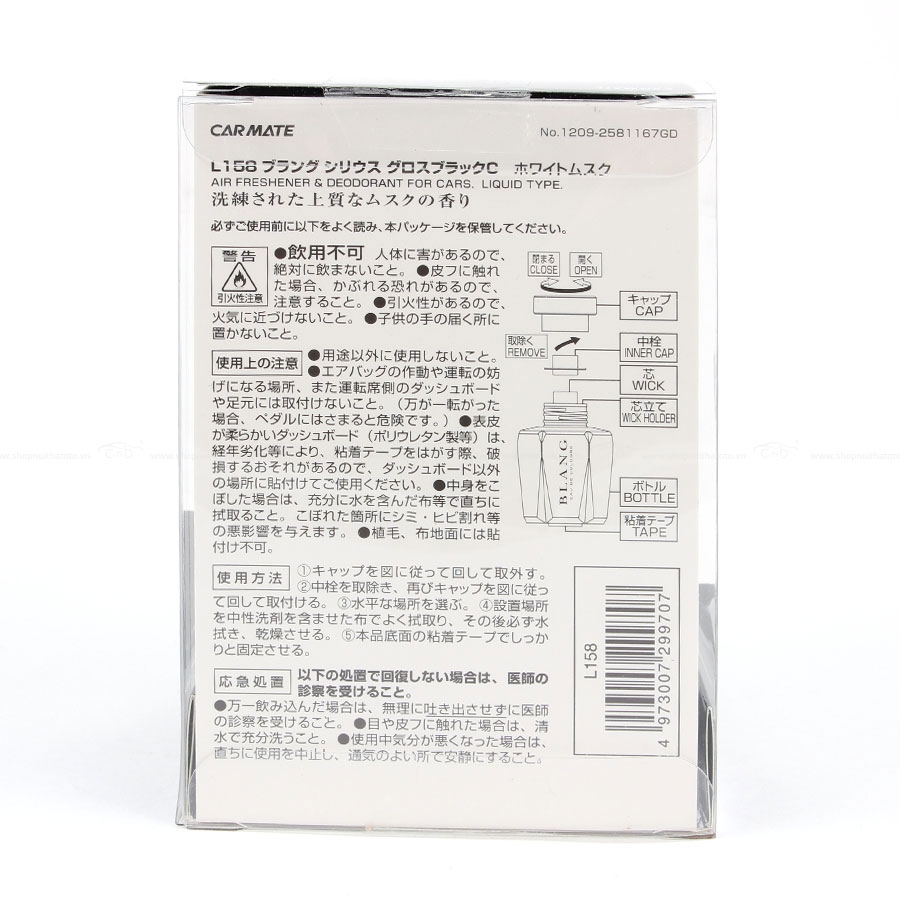 CARMATE
No.1209-2581167GD
L158 ブラング シリウス グロスブラックC ホワイトムスク
AIR FRESHENER & DEODORANT FOR CARS. LIQUID TYPE.
洗練された上質なムスクの香り
必ずご使用前に以下をよく読み、本パッケージを保管してください。
警告
引火性注意
●飲用不可 人体に害があるので、
絶対に飲まないこと。●皮フに触れ
た場合、かぶれる恐れがあるので、
注意すること。●引火性があるので、
火気に近づけないこと。●子供の手の届く所に
置かないこと。
使用上の注意
●用途以外に使用しないこと。
●エアバッグの作動や運転の妨
げになる場所、また運転席側のダッシュボード
や足元には取付けないこと。（万が一転がった
場合、ペダルにはさまると危険です。）●表皮
が柔らかいダッシュボード（ポリウレタン製等）は、
経年劣化等により、粘着テープをはがす際、破
損するおそれがあるので、ダッシュボード以外
の場所に貼付けてご使用ください。●中身をこ
ぼした場合は、充分に水を含んだ布等で直ちに
拭取ること。こぼれた箇所にシミ・ヒビ割れ等
の悪影響を与えます。●植毛、布地面には貼
付け不可。
閉まる
CLOSE
開く
OPEN
キャップ
CAP
取除く
REMOVE
中栓
INNER CAP
芯
WICK
芯立て
WICK HOLDER
BLANG
ボトル
BOTTLE
粘着テープ
TAPE
使用方法
①キャップを図に従って回して取外す。
②中栓を取除き、再びキャップを図に従っ
て回して取付ける。③水平な場所を選ぶ。④設置場所
を中性洗剤を含ませた布でよく拭取り、その後必ず水
拭き、乾燥させる。⑤本品底面の粘着テープでしっか
りと固定させる。
応急処置
以下の処置で回復しない場合は、医師の
診察を受けること。
●万一飲み込んだ場合は、無理に吐き出させずに医師
の診察を受けること。●目や皮フに触れた場合は、清
水で充分洗うこと。●使用中気分が悪くなった場合は、
直ちに使用を中止し、通気のよい所で安静にすること。
L158
4 973007 299707